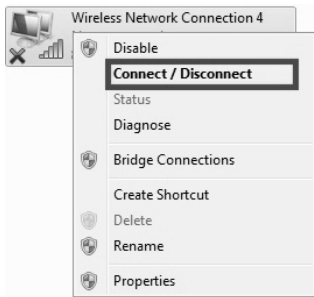 Wireless Network Connection 4
Disable
Connect / Disconnect
Status
Diagnose
Bridge Connections
Create Shortcut
Delete
Rename
Properties